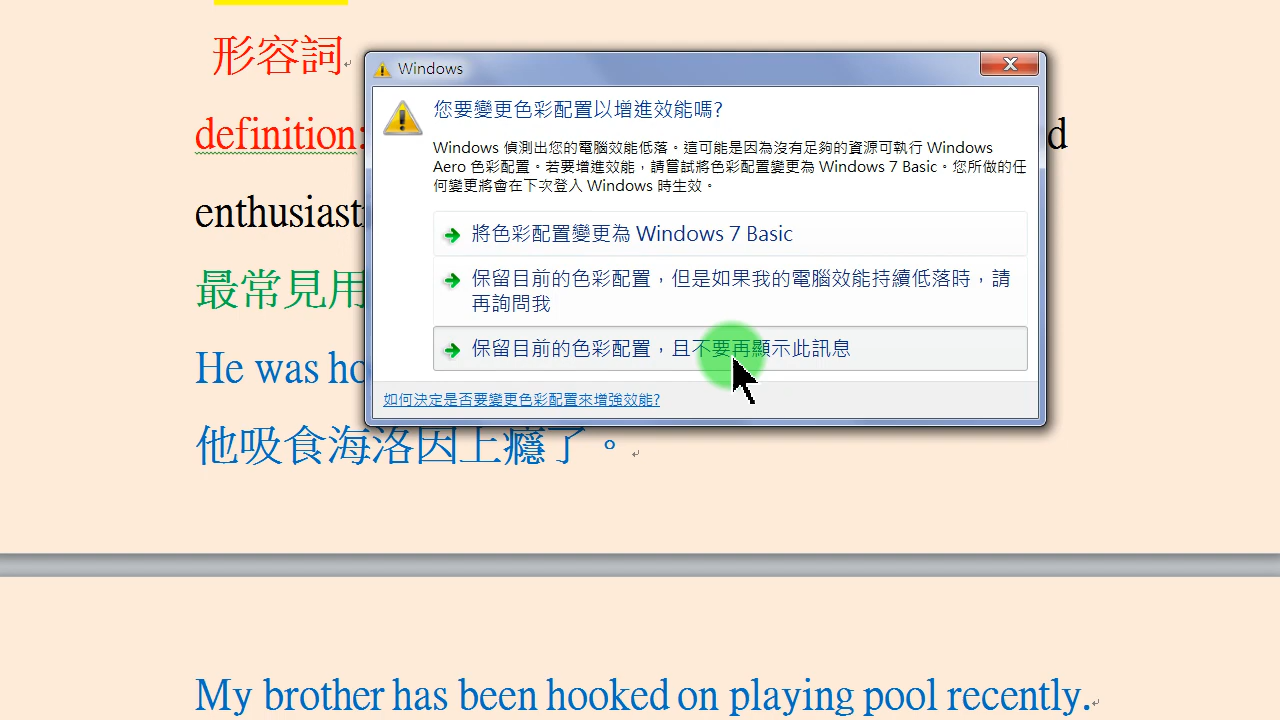 形容詞
Windows
您要變更色彩配置以增進效能嗎?
definition:
d
Windows 偵測出您的電腦效能低落。這可能是因為沒有足夠的資源可執行 Windows
Aero 色彩配置。若要增進效能，請嘗試將色彩配置變更為 Windows 7 Basic。您所做的任
何變更將會在下次登入 Windows 時生效。
enthusiast
將色彩配置變更為 Windows 7 Basic
最常見用
保留目前的色彩配置，但是如果我的電腦效能持續低落時，請
再詢問我
He was ho
保留目前的色彩配置，且不要再顯示此訊息
如何決定是否要變更色彩配置來增強效能?
他吸食海洛因上癮了。
My brother has been hooked on playing pool recently.